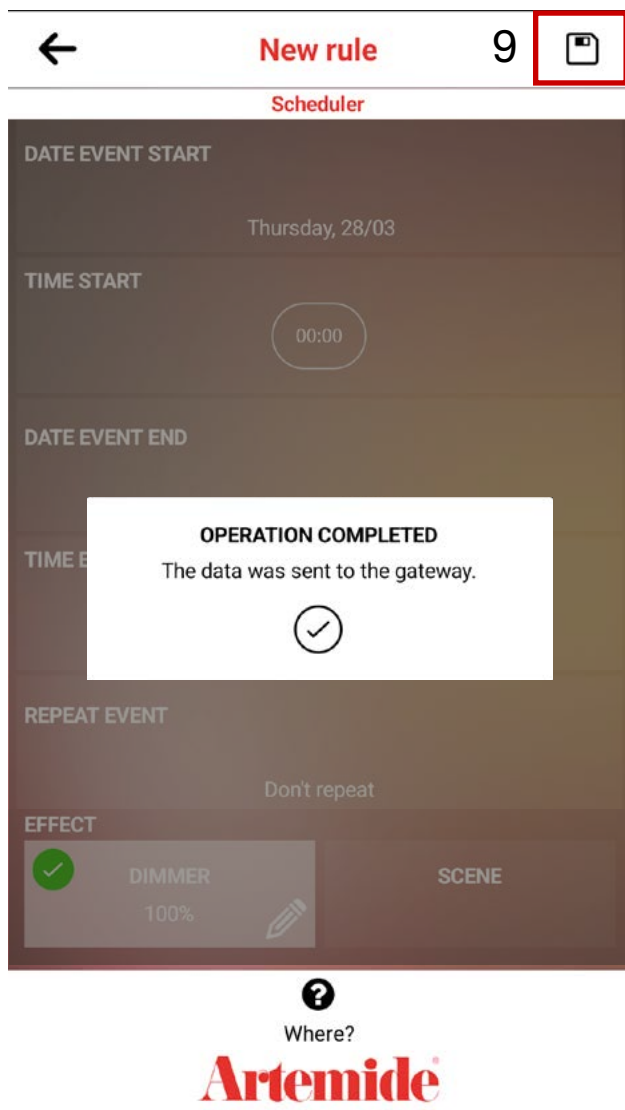 New rule 9
Scheduler
DATE EVENT START
Thursday, 28/03
TIME START
00:00
DATE EVENT END
OPERATION COMPLETED
TIME E
The data was sent to the gateway.
REPEAT EVENT
Don't repeat
EFFECT
DIMMER
100%
SCENE
?
Where?
Artemide